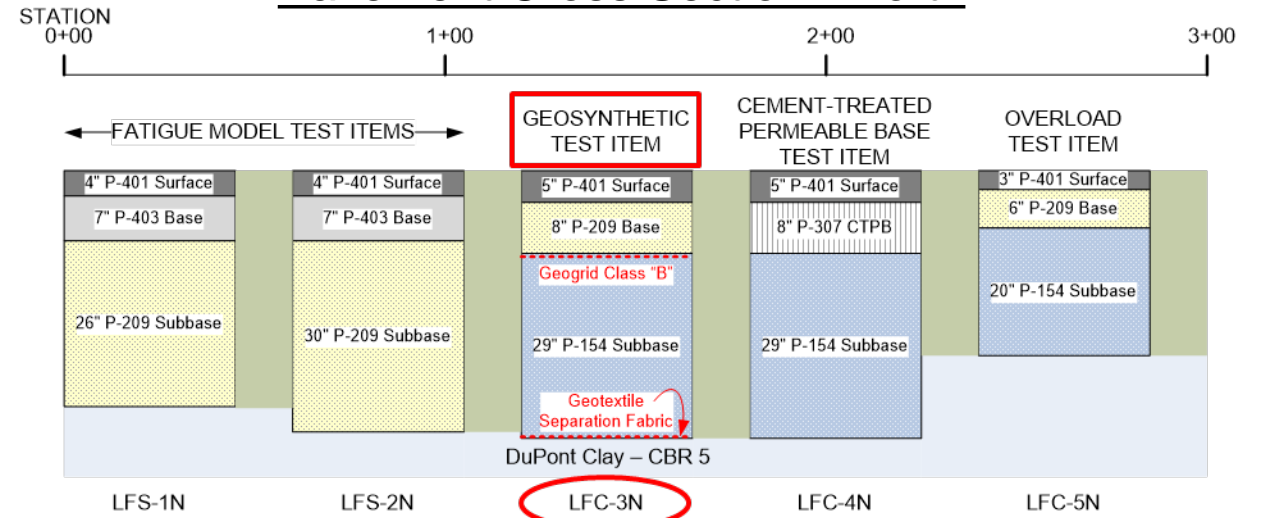 STATION
0+00
1+00
2+00
3+00
FATIGUE MODEL TEST ITEMS
GEOSYNTHETIC
TEST ITEM
CEMENT-TREATED
PERMEABLE BASE
TEST ITEM
OVERLOAD
TEST ITEM
4" P-401 Surface
7" P-403 Base
26" P-209 Subbase
4" P-401 Surface
7" P-403 Base
30" P-209 Subbase
5" P-401 Surface
8" P-209 Base
Geogrid Class "B"
29" P-154 Subbase
Geotextile
Separation Fabric
5" P-401 Surface
8" P-307 CTPB
29" P-154 Subbase
3" P-401 Surface
6" P-209 Base
20" P-154 Subbase
DuPont Clay – CBR 5
LFS-1N
LFS-2N
LFC-3N
LFC-4N
LFC-5N